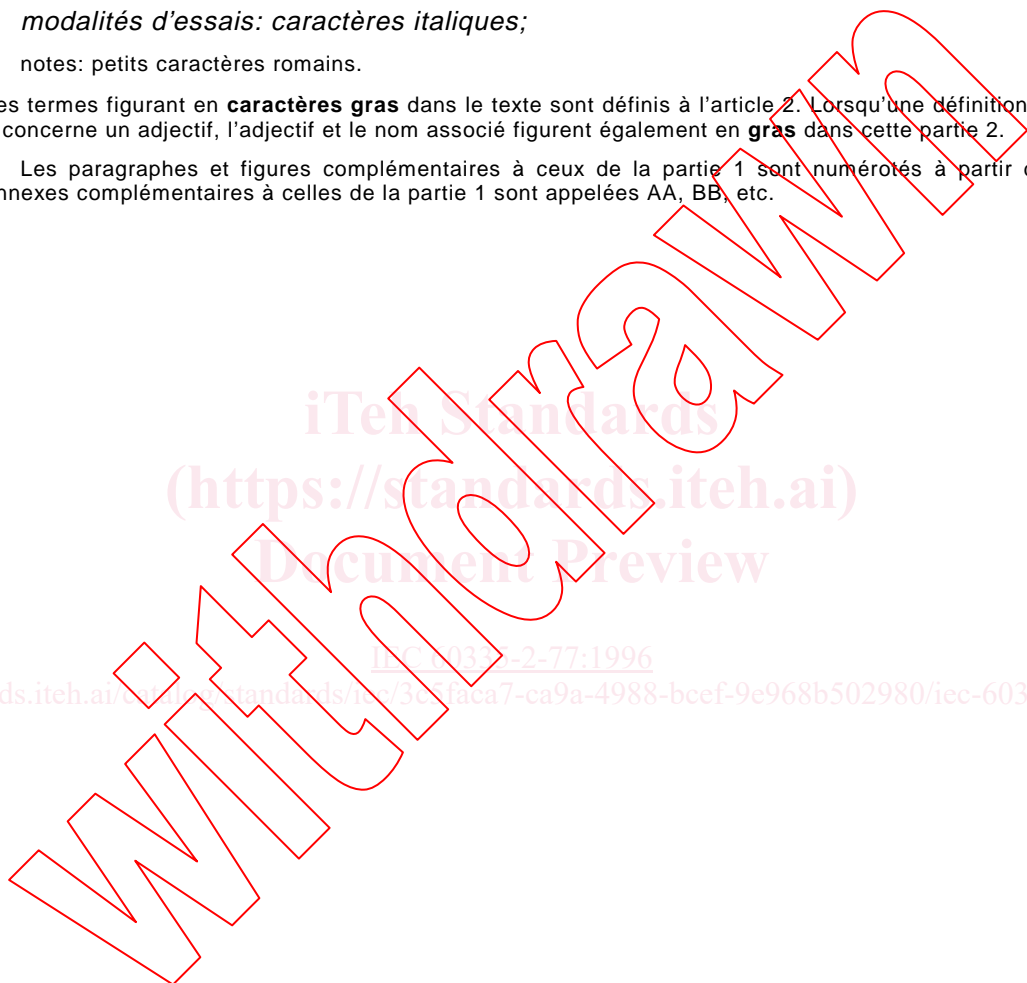 modalités d’essais: caractères italiques;
notes: petits caractères romains.
es termes figurant en caractères gras dans le texte sont définis à l’article 2. Lorsqu’une définition
concerne un adjectif, l’adjectif et le nom associé figurent également en gras dans cette partie 2.
Les paragraphes et figures complémentaires à ceux de la partie 1 sont numérotés à partir
nnexes complémentaires à celles de la partie 1 sont appelées AA, BB, etc.
withdrawn
iTeh Standards
(https://standards.iteh.ai)
Document Preview
IEC 60335-2-77:1996
ds.iteh.ai/catalog/standards/iec/3c5faca7-ca9a-4988-bcef-9e968b502980/iec-603